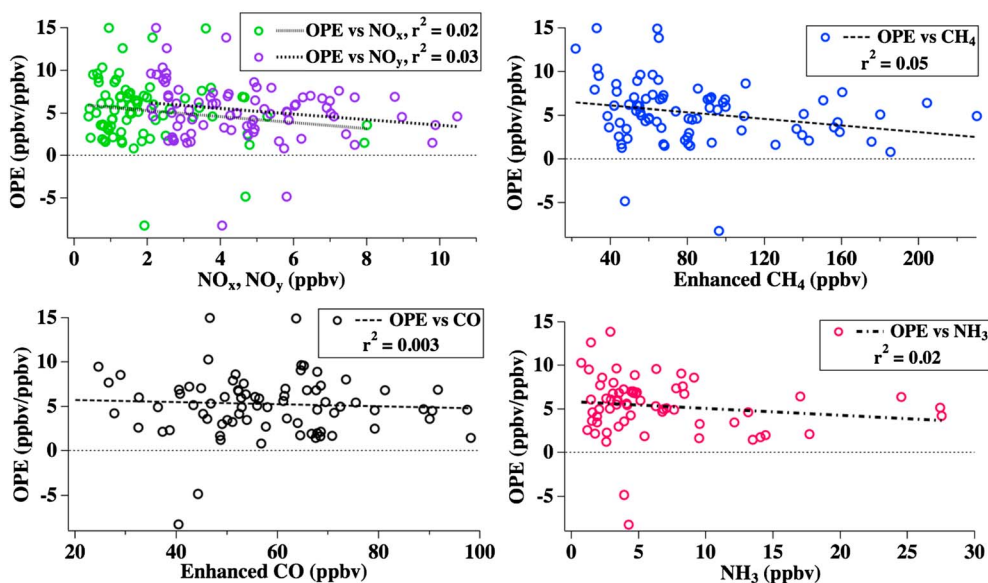 OPE vs NOx, r² = 0.02
OPE vs NOy, r² = 0.03
15
10
5
0
-5
OPE (ppbv/ppbv)
0 2 4 6 8 10
NOx, NOy (ppbv)
OPE vs CH4
r² = 0.05
15
10
5
0
-5
OPE (ppbv/ppbv)
40 80 120 160 200
Enhanced CH4 (ppbv)
OPE vs CO
r² = 0.003
15
10
5
0
-5
OPE (ppbv/ppbv)
20 40 60 80 100
Enhanced CO (ppbv)
OPE vs NH3
r² = 0.02
15
10
5
0
-5
OPE (ppbv/ppbv)
0 5 10 15 20 25 30
NH3 (ppbv)